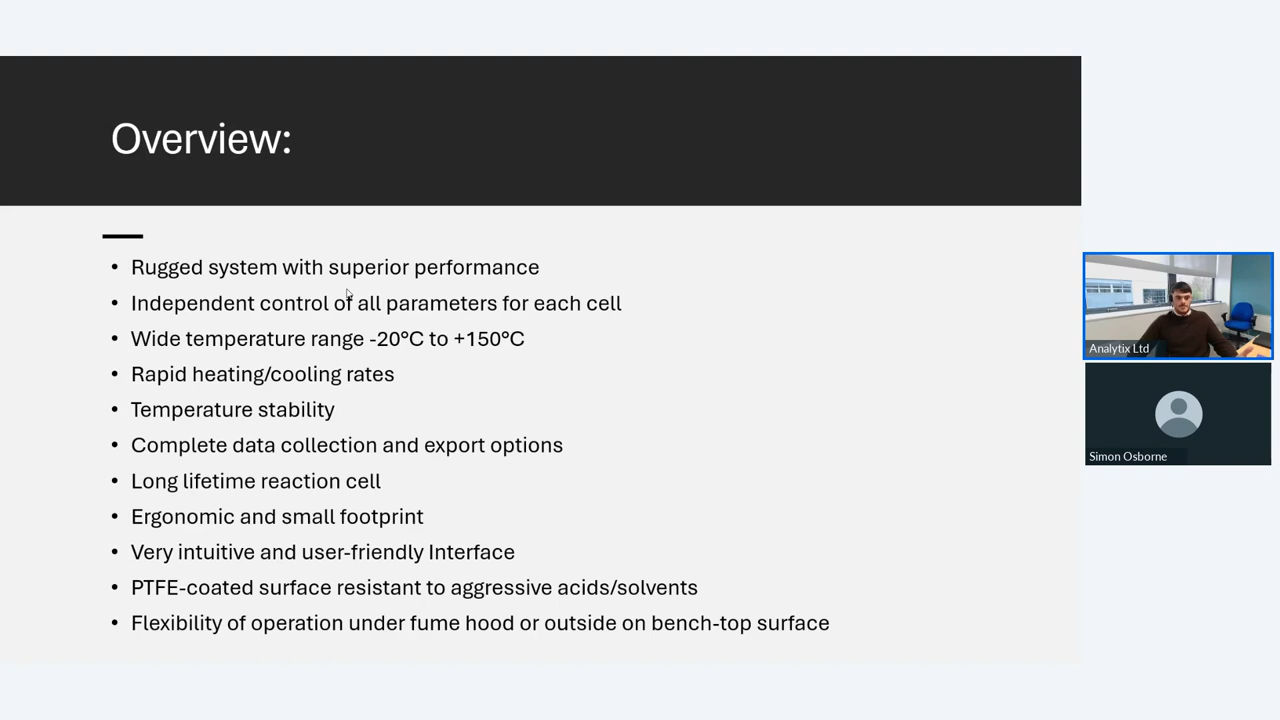 Overview:
• Rugged system with superior performance
• Independent control of all parameters for each cell
• Wide temperature range -20°C to +150°C
• Rapid heating/cooling rates
• Temperature stability
• Complete data collection and export options
• Long lifetime reaction cell
• Ergonomic and small footprint
• Very intuitive and user-friendly Interface
• PTFE-coated surface resistant to aggressive acids/solvents
• Flexibility of operation under fume hood or outside on bench-top surface
Analytix Ltd
Simon Osborne